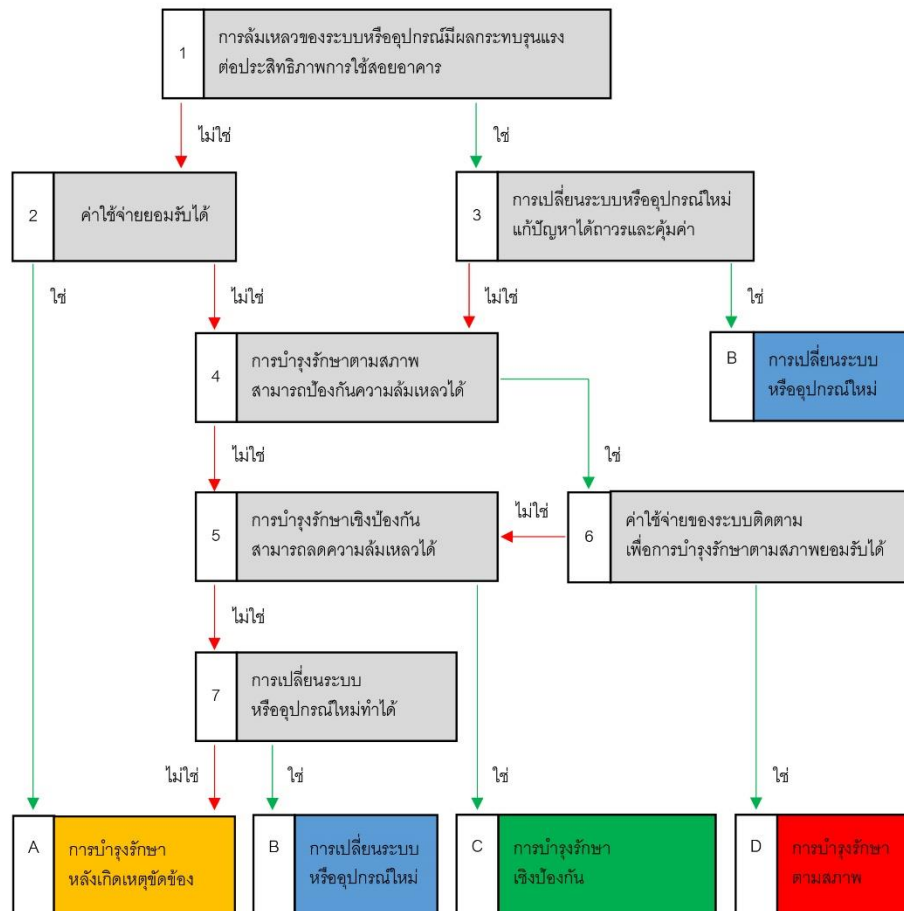 1
การล้มเหลวของระบบหรืออุปกรณ์มีผลกระทบรุนแรง
ต่อประสิทธิภาพการใช้สอยอาคาร
ไม่ใช่
ใช่
2
ค่าใช้จ่ายยอมรับได้
3
การเปลี่ยนระบบหรืออุปกรณ์ใหม่
แก้ปัญหาได้ถาวรและคุ้มค่า
ใช่
ไม่ใช่
ไม่ใช่
ใช่
4
การบำรุงรักษาตามสภาพ
สามารถป้องกันความล้มเหลวได้
B
การเปลี่ยนระบบ
หรืออุปกรณ์ใหม่
ไม่ใช่
ใช่
5
การบำรุงรักษาเชิงป้องกัน
สามารถลดความล้มเหลวได้
ไม่ใช่
6
ค่าใช้จ่ายของระบบติดตาม
เพื่อการบำรุงรักษาตามสภาพยอมรับได้
ไม่ใช่
7
การเปลี่ยนระบบ
หรืออุปกรณ์ใหม่ทำได้
ไม่ใช่
ใช่
ใช่
ใช่
A
การบำรุงรักษา
หลังเกิดเหตุขัดข้อง
B
การเปลี่ยนระบบ
หรืออุปกรณ์ใหม่
C
การบำรุงรักษา
เชิงป้องกัน
D
การบำรุงรักษา
ตามสภาพ